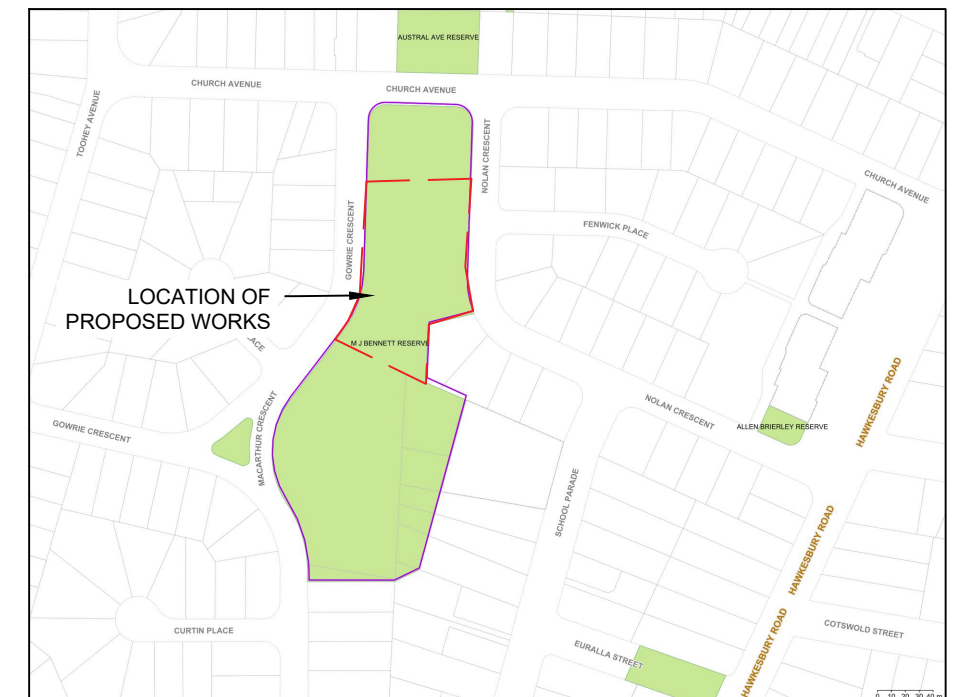 AUSTRAL AVE RESERVE
CHURCH AVENUE
CHURCH AVENUE
TOOHEY AVENUE
NOLAN CRESCENT
CHURCH AVENUE
GOWRIE CRESCENT
FENWICK PLACE
LOCATION OF
PROPOSED WORKS
M J BENNETT RESERVE
HAWKESBURY ROAD
NOLAN CRESCENT
ALLEN BRIERLEY RESERVE
GOWRIE CRESCENT
MACARTHUR CRESCENT
SCHOOL PARADE
HAWKESBURY ROAD
CURTIN PLACE
COTSWOLD STREET
EURALLA STREET
HAWKESBURY ROAD
0 10 20 30 40 m